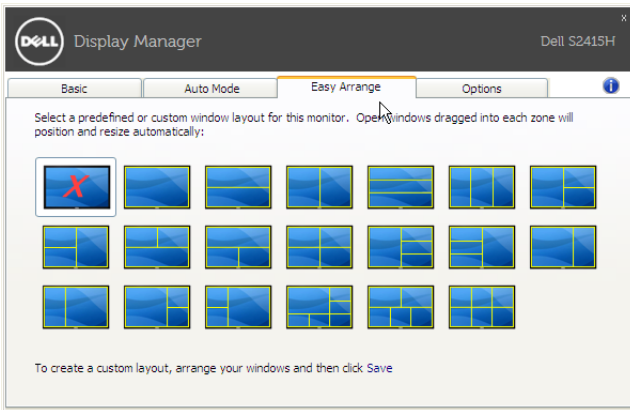 DELL Display Manager Dell S2415H
x
Basic Auto Mode Easy Arrange Options i
Select a predefined or custom window layout for this monitor. Open windows dragged into each zone will
position and resize automatically:
X
To create a custom layout, arrange your windows and then click Save